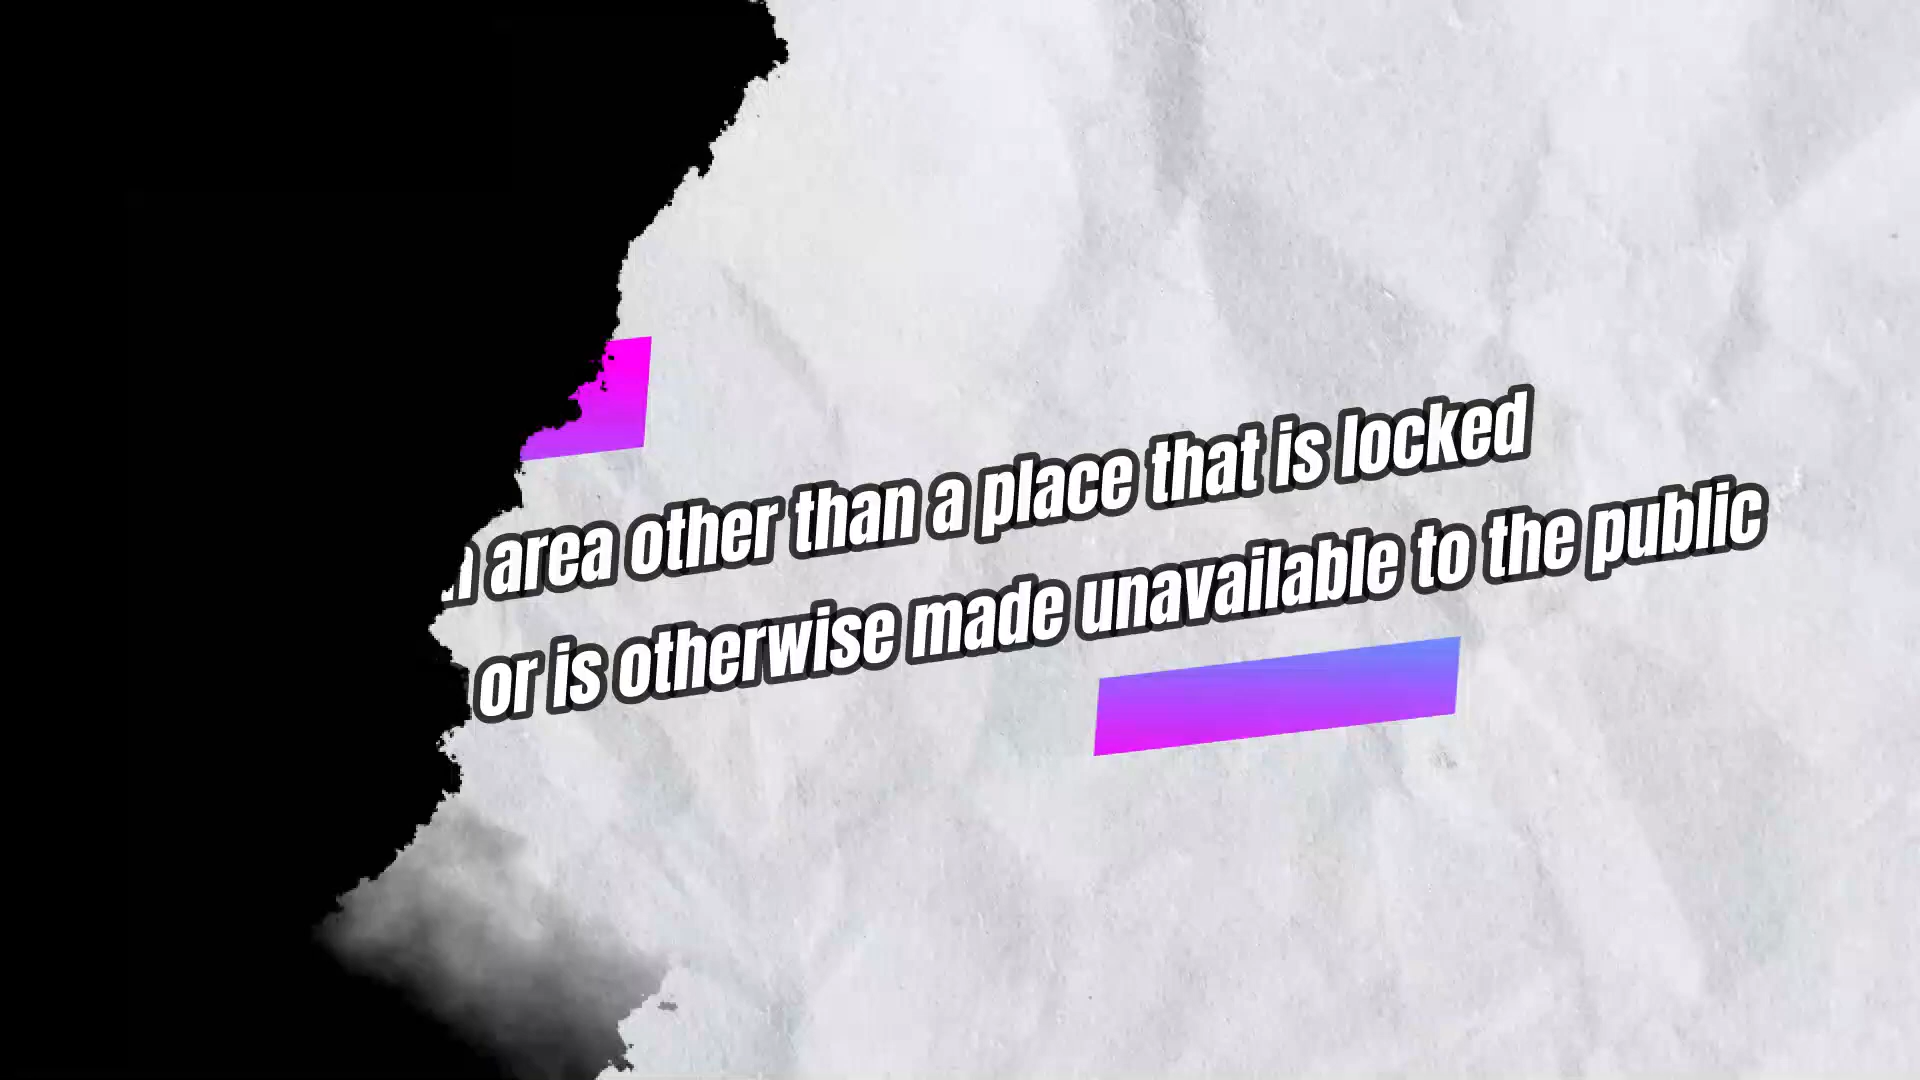 area other than a place that is locked
or is otherwise made unavailable to the public